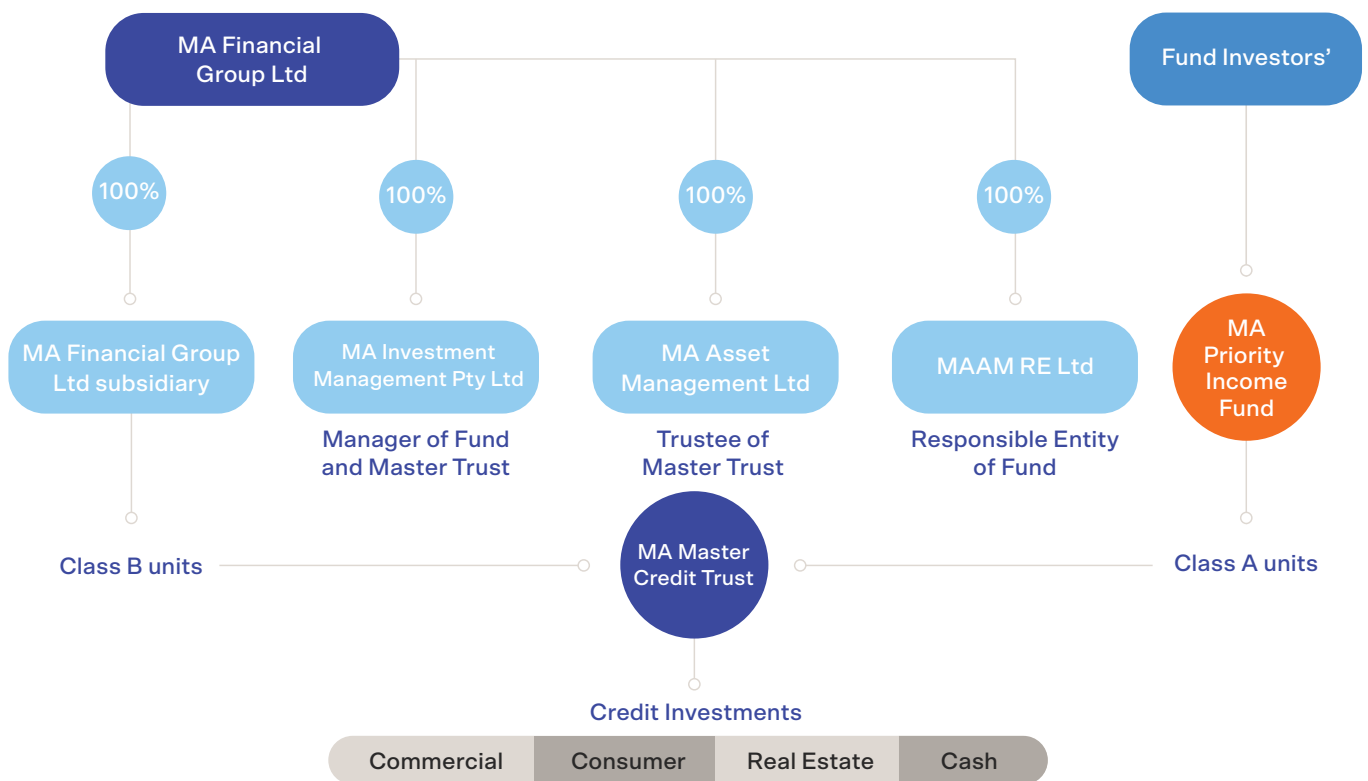 MA Financial
Group Ltd
Fund Investors’
100%
100%
100%
100%
MA Financial Group
Ltd subsidiary
MA Investment
Management Pty Ltd
MA Asset
Management Ltd
MAAM RE Ltd
MA
Priority
Income
Fund
Manager of Fund
and Master Trust
Trustee of
Master Trust
Responsible Entity
of Fund
Class B units
MA Master
Credit Trust
Class A units
Credit Investments
Commercial
Consumer
Real Estate
Cash